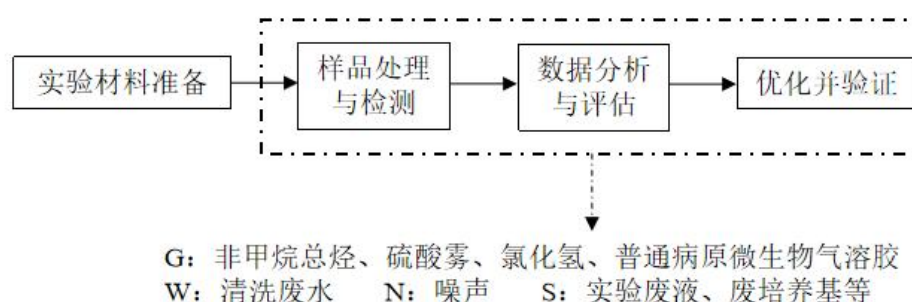 实验材料准备
样品处理
与检测
数据分析
与评估
优化并验证
G：非甲烷总烃、硫酸雾、氯化氢、普通病原微生物气溶胶
W：清洗废水 N：噪声 S：实验废液、废培养基等